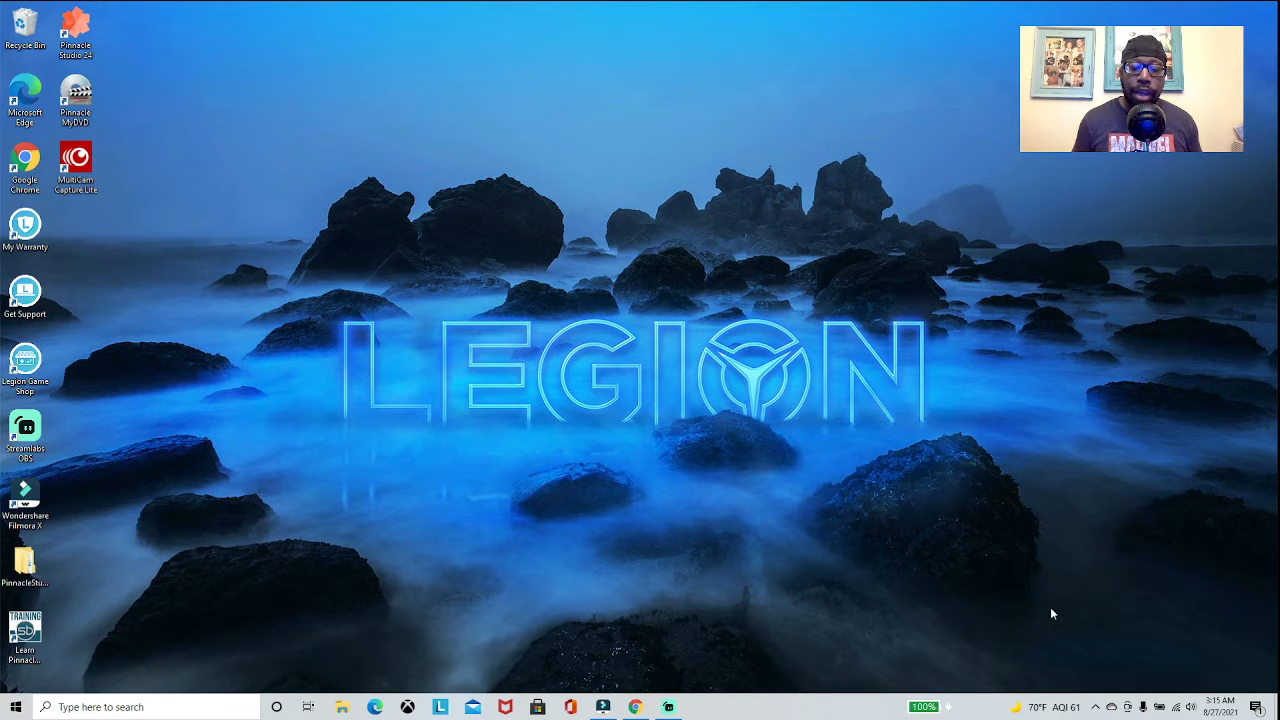 Recycle Bin
Pinnacle
Studio 24
Microsoft
Edge
Pinnacle
MyDVD
Google
Chrome
MultiCam
Capture Lite
My Warranty
Get Support
Legion Game
Shop
Streamlabs
OBS
Wondershare
Filmora X
PinnacleStu...
TRAINING
Learn
Pinnacl...
LEGION
Type here to search
100%
70°F AQI 61
3:15 AM
8/27/2021